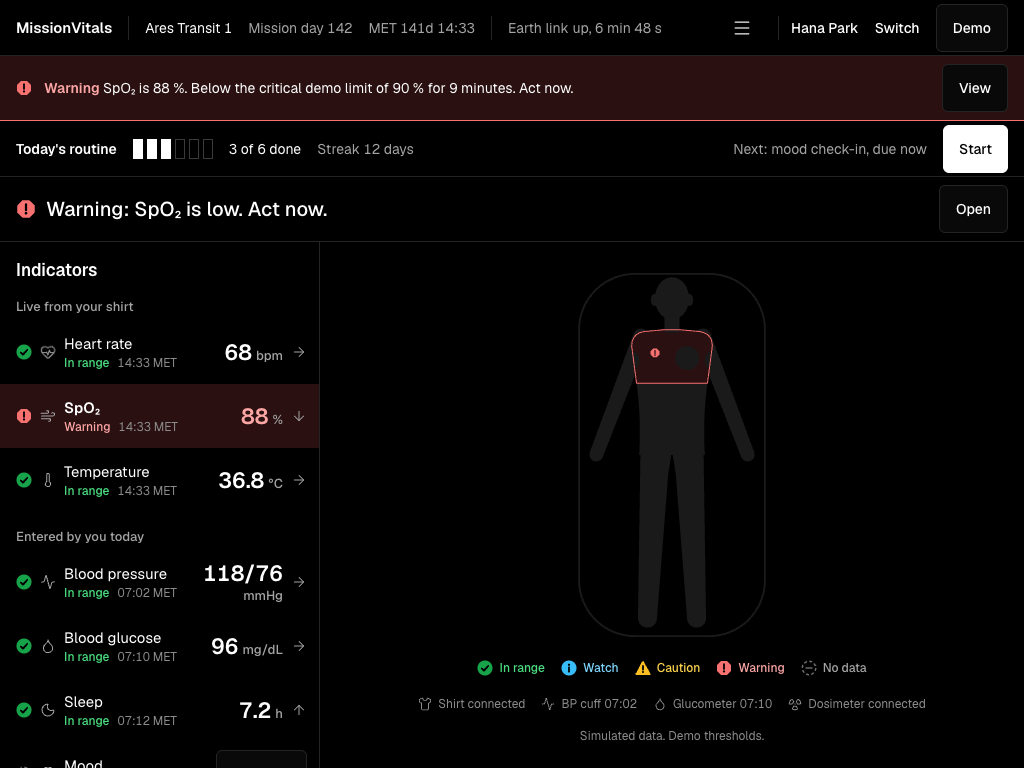 MissionVitals Ares Transit 1 Mission day 142 MET 141d 14:33 Earth link up, 6 min 48 s Hana Park Switch Demo
Warning SpO₂ is 88 %. Below the critical demo limit of 90 % for 9 minutes. Act now. View
Today's routine 3 of 6 done Streak 12 days Next: mood check-in, due now Start
Warning: SpO₂ is low. Act now. Open
Indicators
Live from your shirt
Heart rate
In range 14:33 MET
68 bpm
SpO₂
Warning 14:33 MET
88 %
Temperature
In range 14:33 MET
36.8 °C
Entered by you today
Blood pressure
In range 07:02 MET
118/76
mmHg
Blood glucose
In range 07:10 MET
96 mg/dL
Sleep
In range 07:12 MET
7.2 h
Mood
In range Watch Caution Warning No data
Shirt connected BP cuff 07:02 Glucometer 07:10 Dosimeter connected
Simulated data. Demo thresholds.